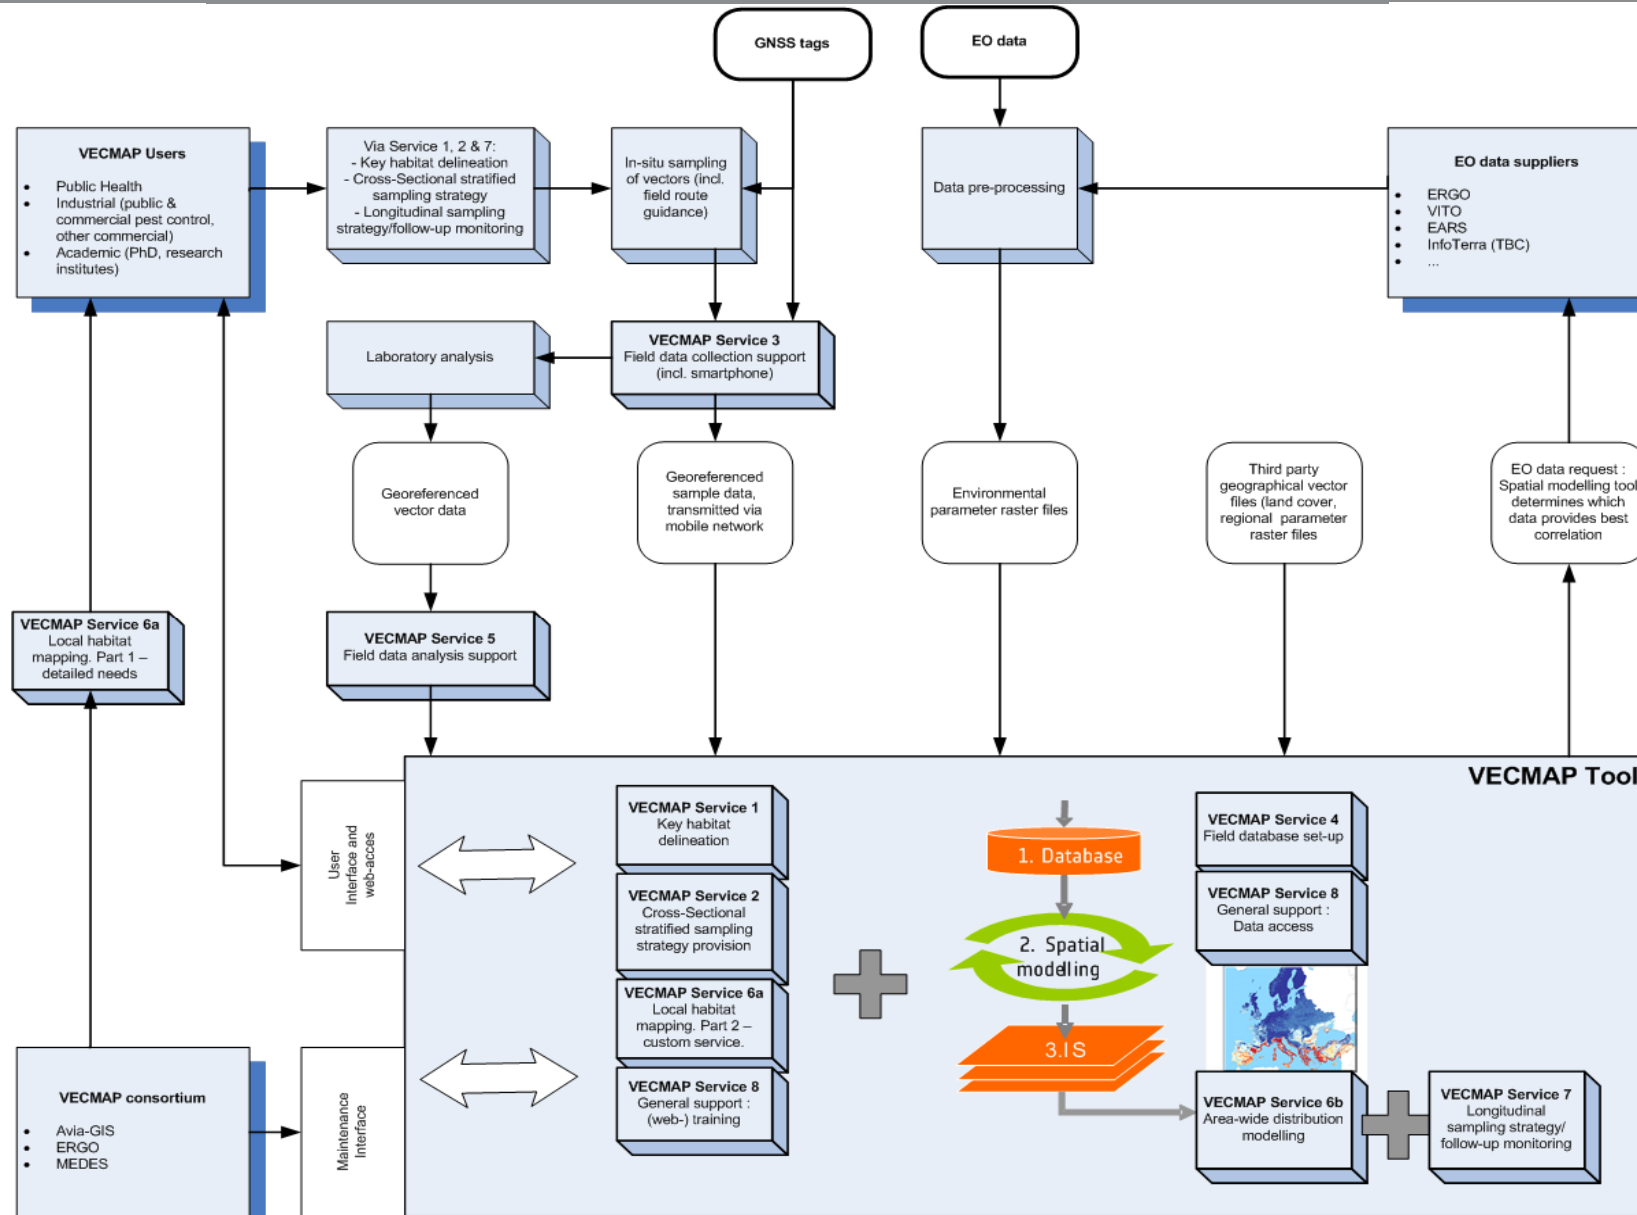 GNSS tags
EO data
VECMAP Users
• Public Health
• Industrial (public &
commercial pest control,
other commercial)
• Academic (PhD, research
institutes)
Via Service 1, 2 & 7:
- Key habitat delineation
- Cross-Sectional stratified
sampling strategy
- Longitudinal sampling
strategy/follow-up monitoring
In-situ sampling
of vectors (incl.
field route
guidance)
Data pre-processing
EO data suppliers
• ERGO
• VITO
• EARS
• InfoTerra (TBC)
• ...
Laboratory analysis
VECMAP Service 3
Field data collection support
(incl. smartphone)
Georeferenced
vector data
Georeferenced
sample data,
transmitted via
mobile network
Environmental
parameter raster files
Third party
geographical vector
files (land cover,
regional parameter
raster files
EO data request :
Spatial modelling tool
determines which
data provides best
correlation
VECMAP Service 6a
Local habitat
mapping. Part 1 –
detailed needs
VECMAP Service 5
Field data analysis support
VECMAP Tool
User
Interface and
web-acces
VECMAP Service 1
Key habitat
delineation
VECMAP Service 2
Cross-Sectional
stratified sampling
strategy provision
VECMAP Service 6a
Local habitat
mapping. Part 2 –
custom service.
VECMAP Service 8
General support :
(web-) training
1. Database
2. Spatial
modelling
3.IS
VECMAP Service 4
Field database set-up
VECMAP Service 8
General support :
Data access
VECMAP Service 6b
Area-wide distribution
modelling
VECMAP Service 7
Longitudinal
sampling strategy/
follow-up monitoring
VECMAP consortium
• Avia-GIS
• ERGO
• MEDES
Maintenance
Interface